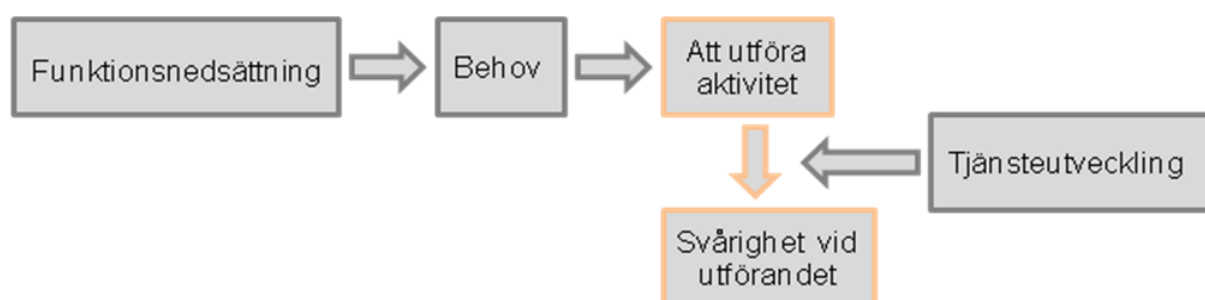 Funktionsnedsättning
Behov
Att utföra
aktivitet
Tjänsteutveckling
Svårighet vid
utförandet